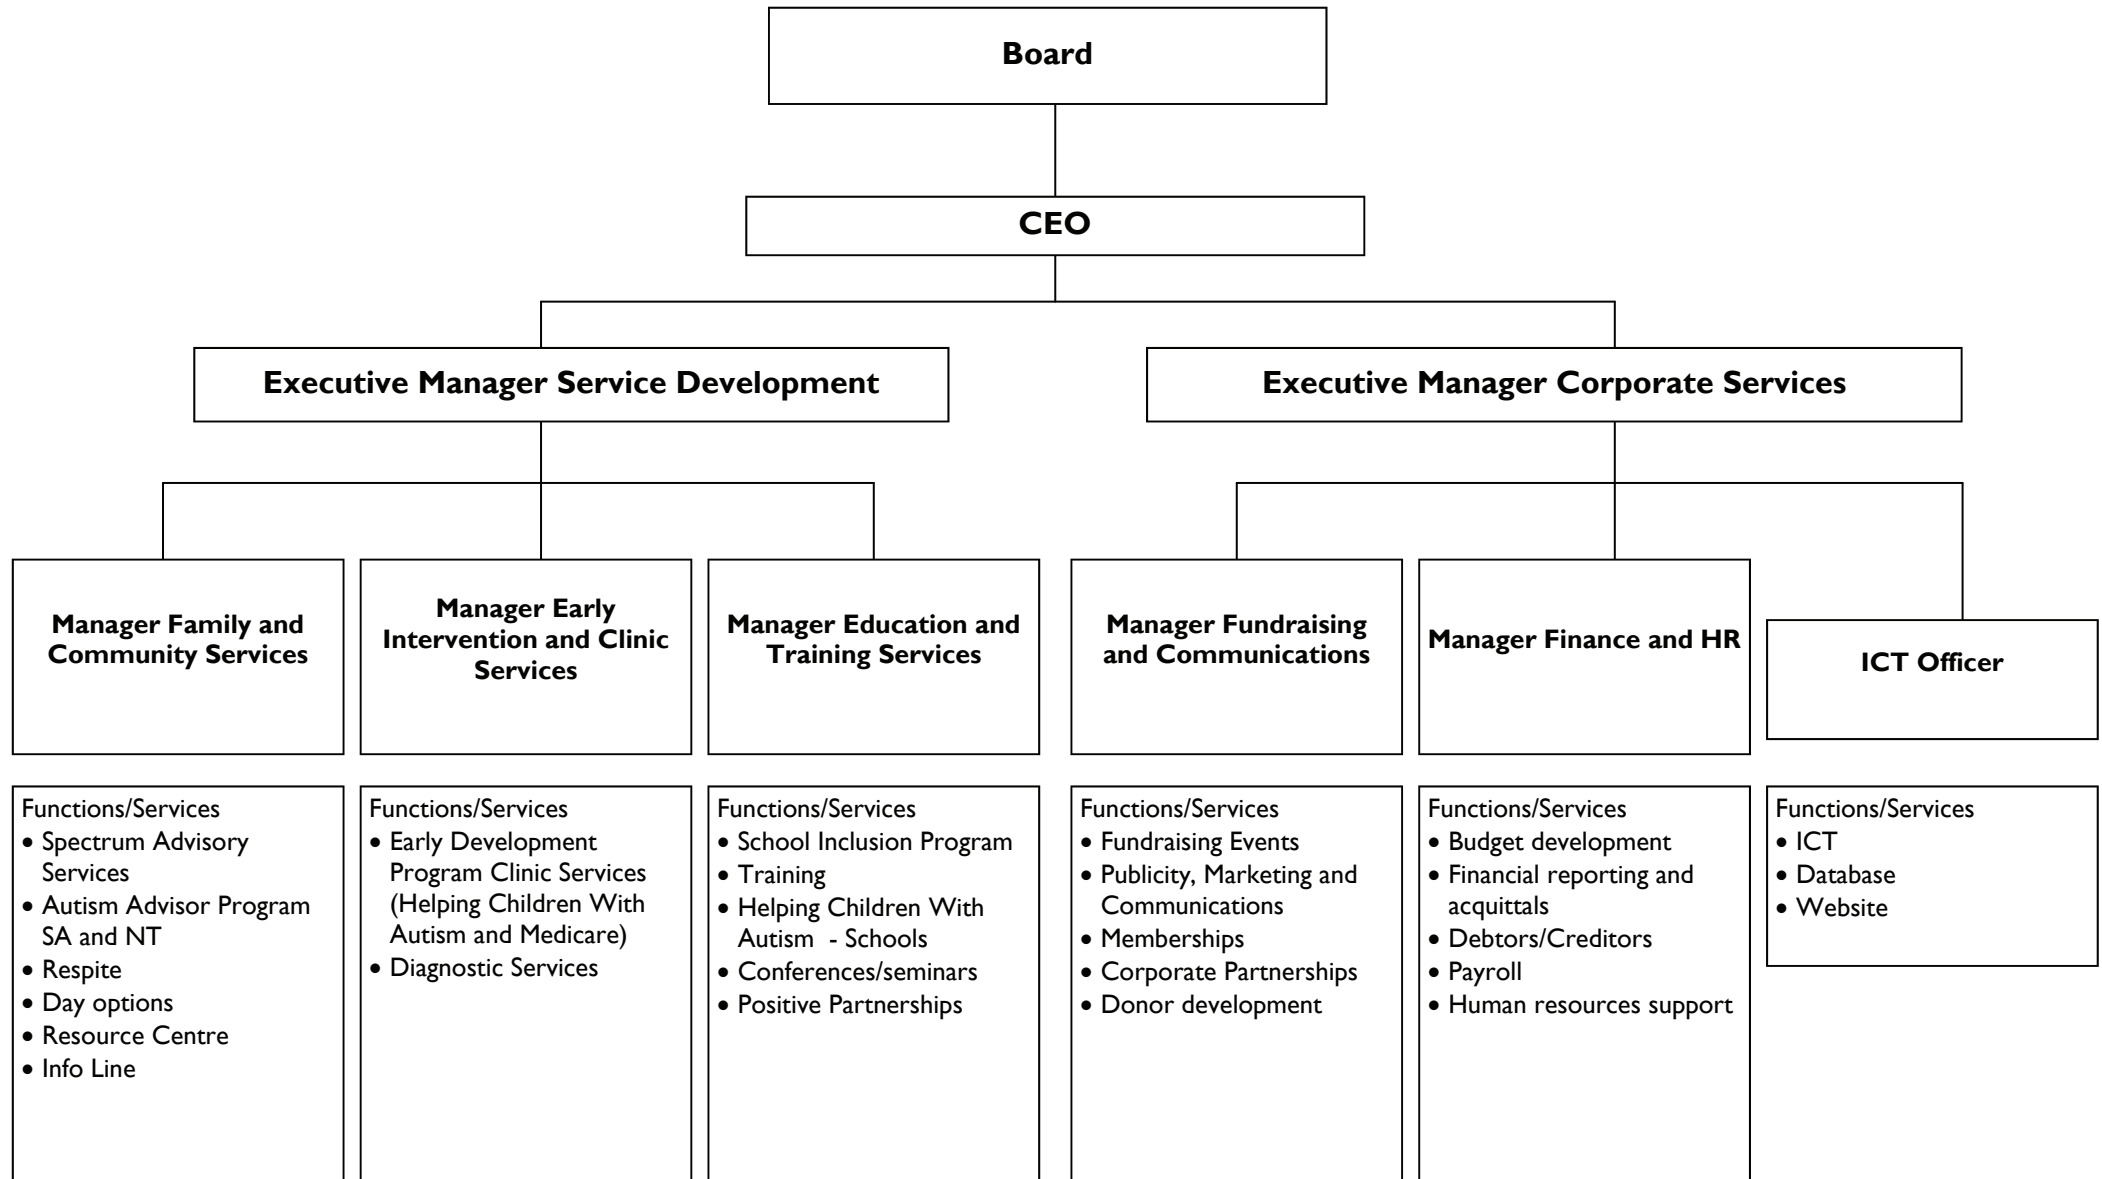 Board
CEO
Executive Manager Service Development
Executive Manager Corporate Services
Manager Family and
Community Services
Manager Early
Intervention and Clinic
Services
Manager Education and
Training Services
Manager Fundraising
and Communications
Manager Finance and HR
ICT Officer
Functions/Services
• Spectrum Advisory
Services
• Autism Advisor Program
SA and NT
• Respite
• Day options
• Resource Centre
• Info Line
Functions/Services
• Early Development
Program Clinic Services
(Helping Children With
Autism and Medicare)
• Diagnostic Services
Functions/Services
• School Inclusion Program
• Training
• Helping Children With
Autism  - Schools
• Conferences/seminars
• Positive Partnerships
Functions/Services
• Fundraising Events
• Publicity, Marketing and
Communications
• Memberships
• Corporate Partnerships
• Donor development
Functions/Services
• Budget development
• Financial reporting and
acquittals
• Debtors/Creditors
• Payroll
• Human resources support
Functions/Services
• ICT
• Database
• Website